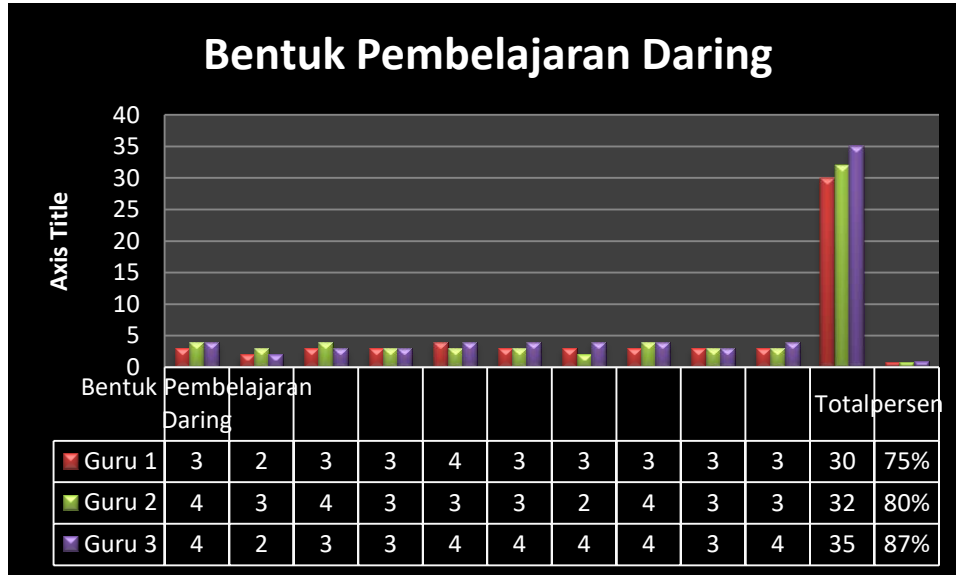 Bentuk Pembelajaran Daring
Axis Title
40
35
30
25
20
15
10
5
0
Bentuk Pembelajaran
Daring
Total persen
Guru 1 3 2 3 3 4 3 3 3 3 3 30 75%
Guru 2 4 3 4 3 3 3 2 4 3 3 32 80%
Guru 3 4 2 3 3 4 4 4 4 3 4 35 87%